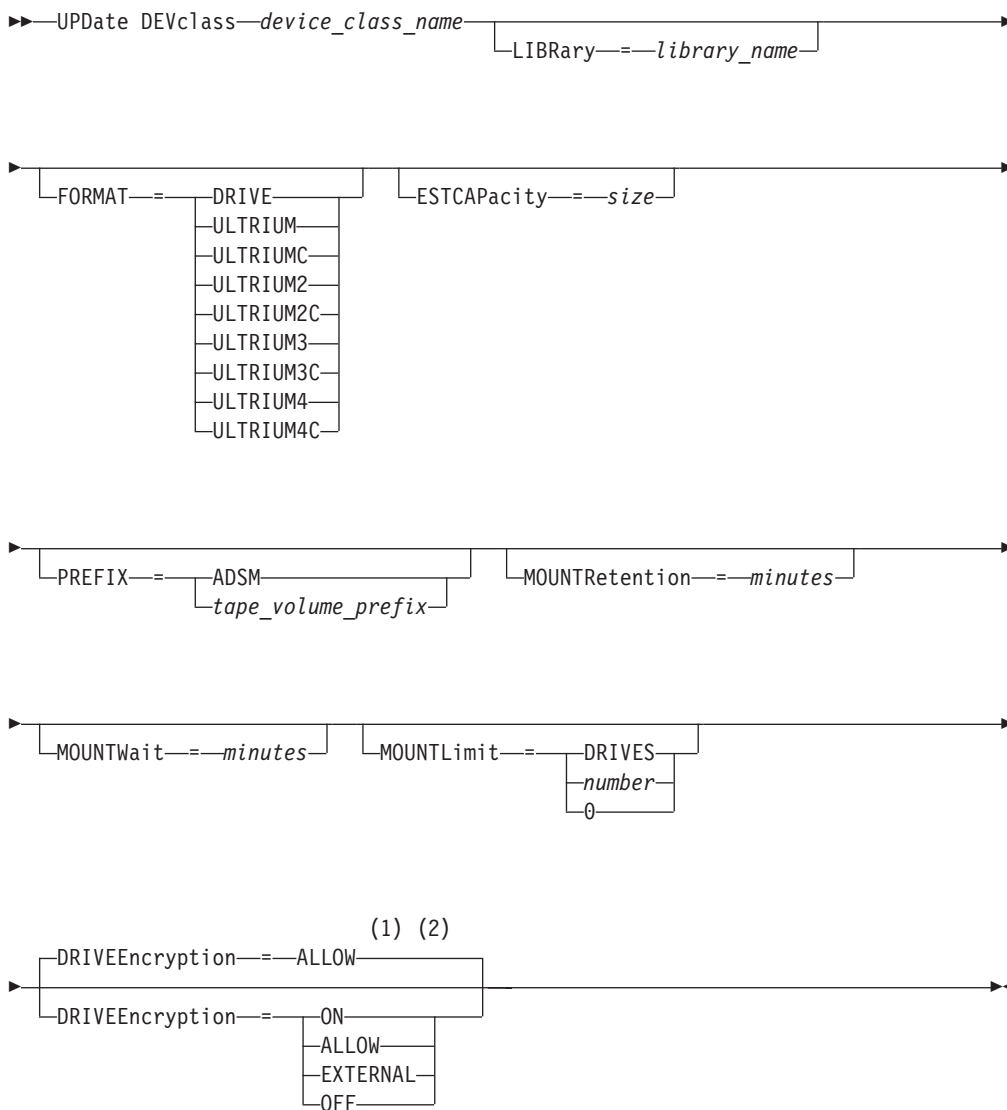 UPDate DEVclass device_class_name
LIBRary = library_name
FORMAT = DRIVE ESTCAPacity = size
ULTRIUM
ULTRIUMC
ULTRIUM2
ULTRIUM2C
ULTRIUM3
ULTRIUM3C
ULTRIUM4
ULTRIUM4C
PREFIX = ADSM MOUNTRetention = minutes
tape_volume_prefix
MOUNTWait = minutes MOUNTLimit = DRIVES
number
0
(1) (2)
DRIVEEncryption = ALLOW
DRIVEEncryption = ON
ALLOW
EXTERNAL
OFF